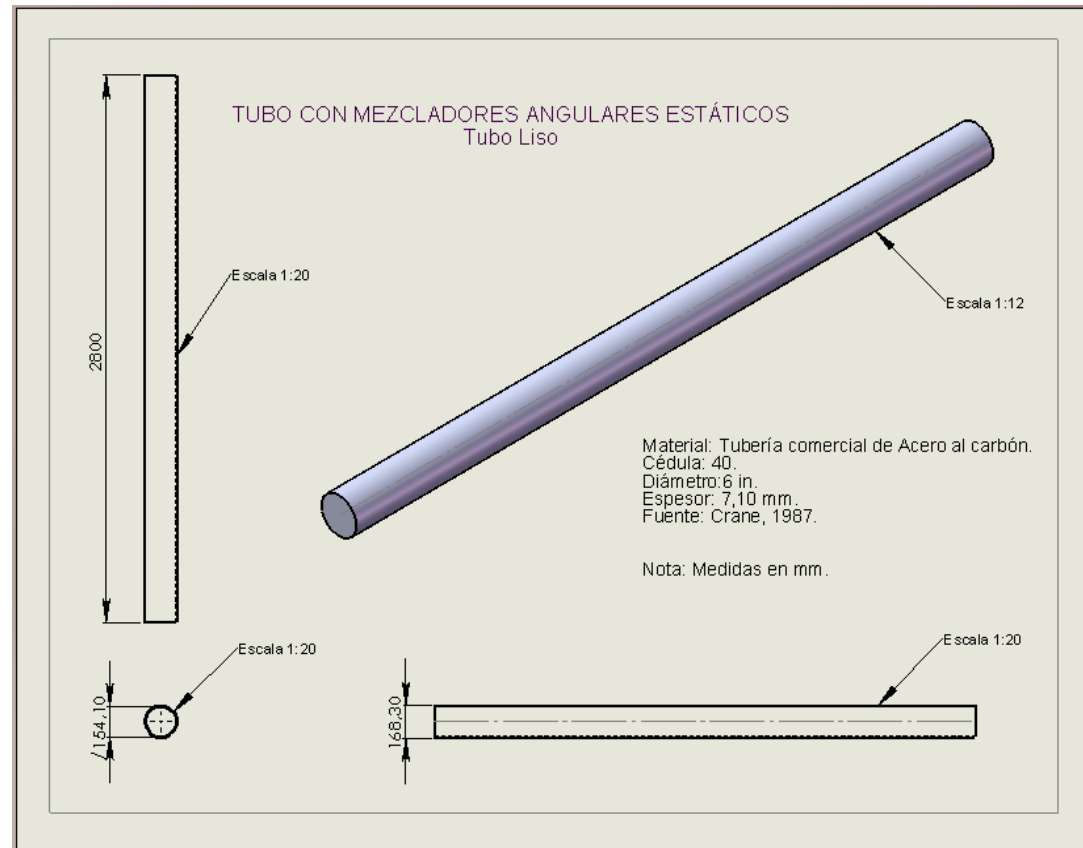 TUBO CON MEZCLADORES ANGULARES ESTÁTICOS
Tubo Liso
Escala 1:20
Escala 1:12
2800
Material: Tubería comercial de Acero al carbón.
Cédula: 40.
Diámetro:6 in.
Espesor: 7,10 mm.
Fuente: Crane, 1987.
Nota: Medidas en mm.
Escala 1:20
Escala 1:20
154,10
168,30